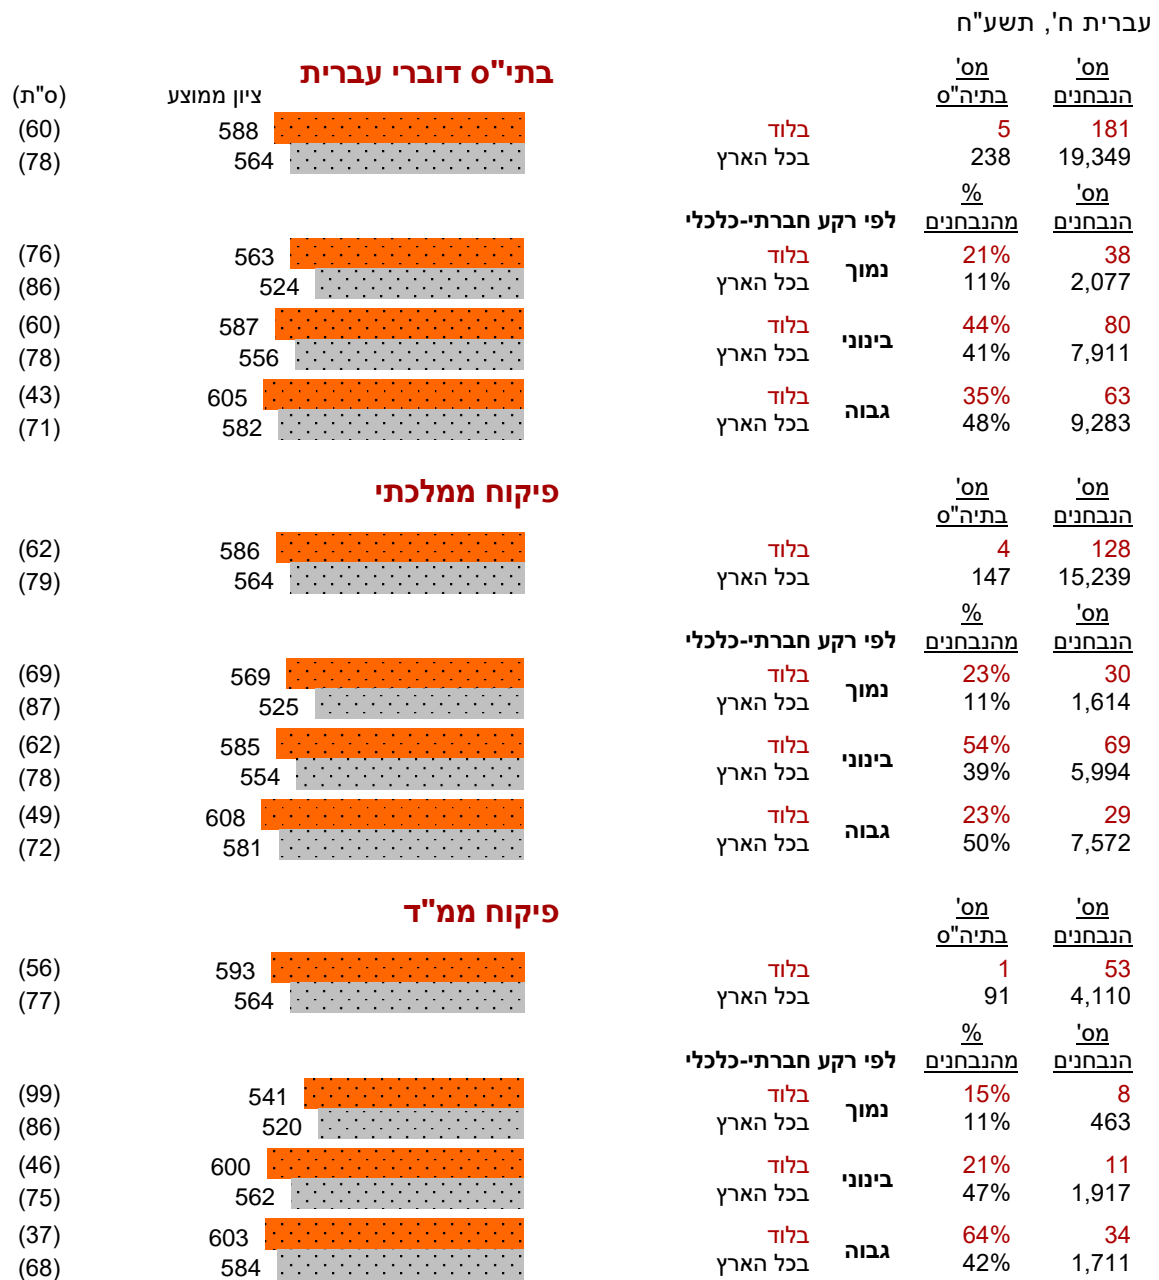 עברית ח', תשע"ח
מס' הנבחנים מס' בתיה"ס בתי"ס דוברי עברית ציון ממוצע (ס"ת)
181 5 בלוד 588 (60)
19,349 238 בכל הארץ 564 (78)
מס' הנבחנים % מהנבחנים לפי רקע חברתי-כלכלי
נמוך
38 21% בלוד 563 (76)
2,077 11% בכל הארץ 524 (86)
בינוני
80 44% בלוד 587 (60)
7,911 41% בכל הארץ 556 (78)
גבוה
63 35% בלוד 605 (43)
9,283 48% בכל הארץ 582 (71)
מס' הנבחנים מס' בתיה"ס פיקוח ממלכתי
128 4 בלוד 586 (62)
15,239 147 בכל הארץ 564 (79)
מס' הנבחנים % מהנבחנים לפי רקע חברתי-כלכלי
נמוך
30 23% בלוד 569 (69)
1,614 11% בכל הארץ 525 (87)
בינוני
69 54% בלוד 585 (62)
5,994 39% בכל הארץ 554 (78)
גבוה
29 23% בלוד 608 (49)
7,572 50% בכל הארץ 581 (72)
מס' הנבחנים מס' בתיה"ס פיקוח ממ"ד
53 1 בלוד 593 (56)
4,110 91 בכל הארץ 564 (77)
מס' הנבחנים % מהנבחנים לפי רקע חברתי-כלכלי
נמוך
8 15% בלוד 541 (99)
463 11% בכל הארץ 520 (86)
בינוני
11 21% בלוד 600 (46)
1,917 47% בכל הארץ 562 (75)
גבוה
34 64% בלוד 603 (37)
1,711 42% בכל הארץ 584 (68)